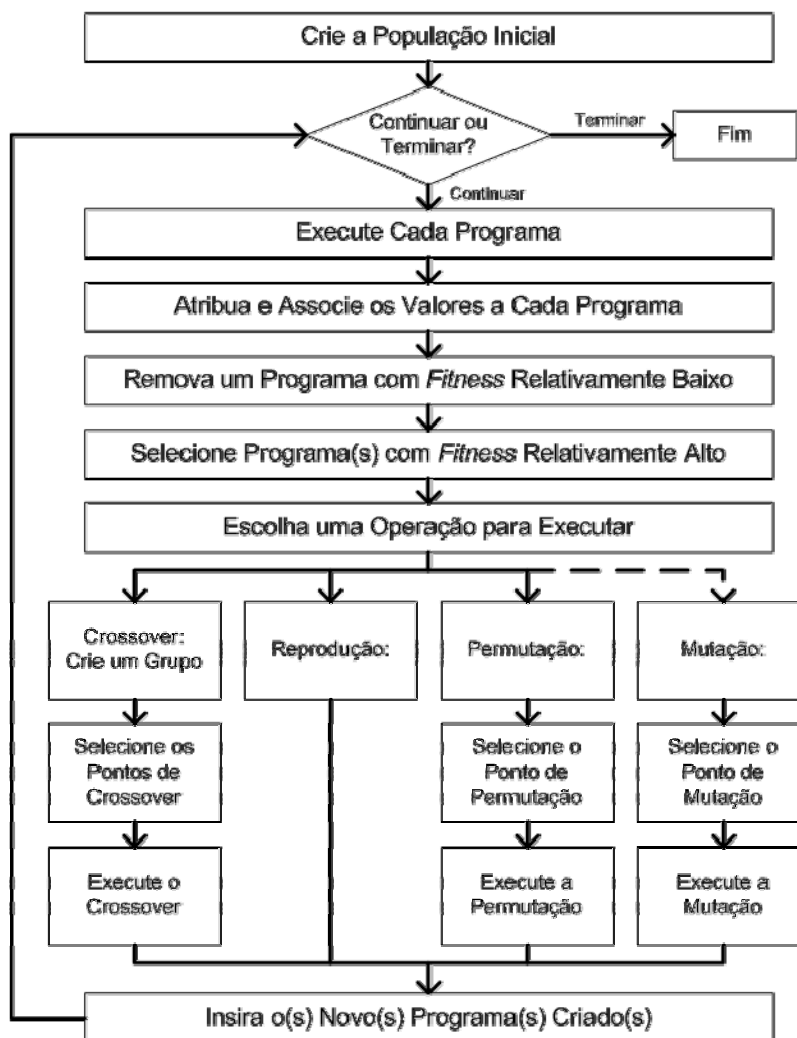 Crie a População Inicial
Continuar ou
Terminar?
Terminar
Fim
Continuar
Execute Cada Programa
Atribua e Associe os Valores a Cada Programa
Remova um Programa com Fitness Relativamente Baixo
Selecione Programa(s) com Fitness Relativamente Alto
Escolha uma Operação para Executar
Crossover:
Crie um Grupo
Reprodução:
Permutação:
Mutação:
Selecione os
Pontos de
Crossover
Selecione o
Ponto de
Permutação
Selecione o
Ponto de
Mutação
Execute o
Crossover
Execute a
Permutação
Execute a
Mutação
Insira o(s) Novo(s) Programa(s) Criado(s)